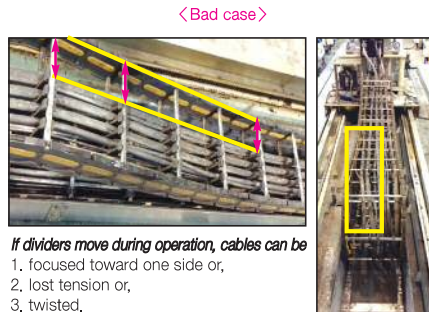 <Bad case>
If dividers move during operation, cables can be
1. focused toward one side or,
2. lost tension or,
3. twisted.